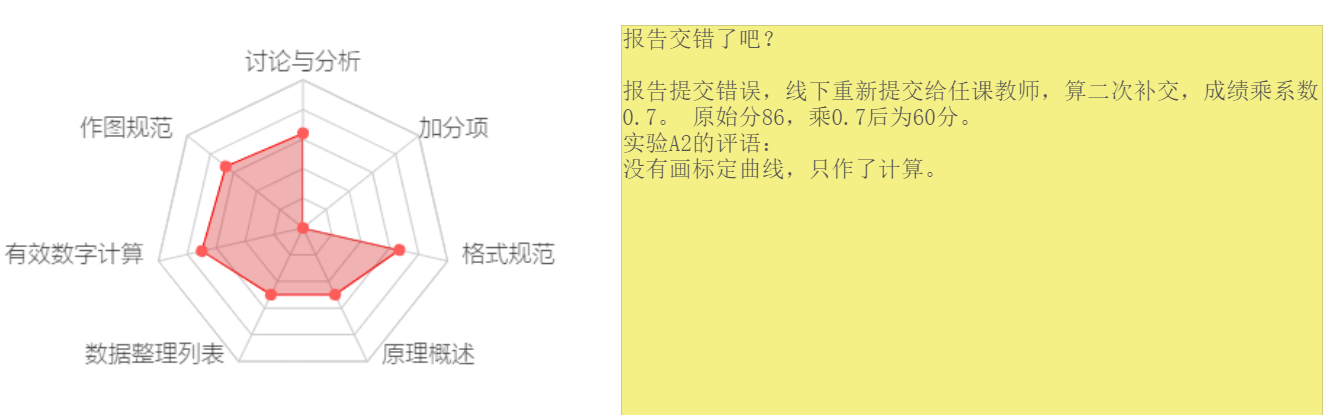 讨论与分析
作图规范
加分项
有效数字计算
格式规范
数据整理列表
原理概述
报告交错了吧？
报告提交错误，线下重新提交给任课教师，算二次补交，成绩乘系数
0.7。 原始分86，乘0.7后为60分。
实验A2的评语：
没有画标定曲线，只作了计算。